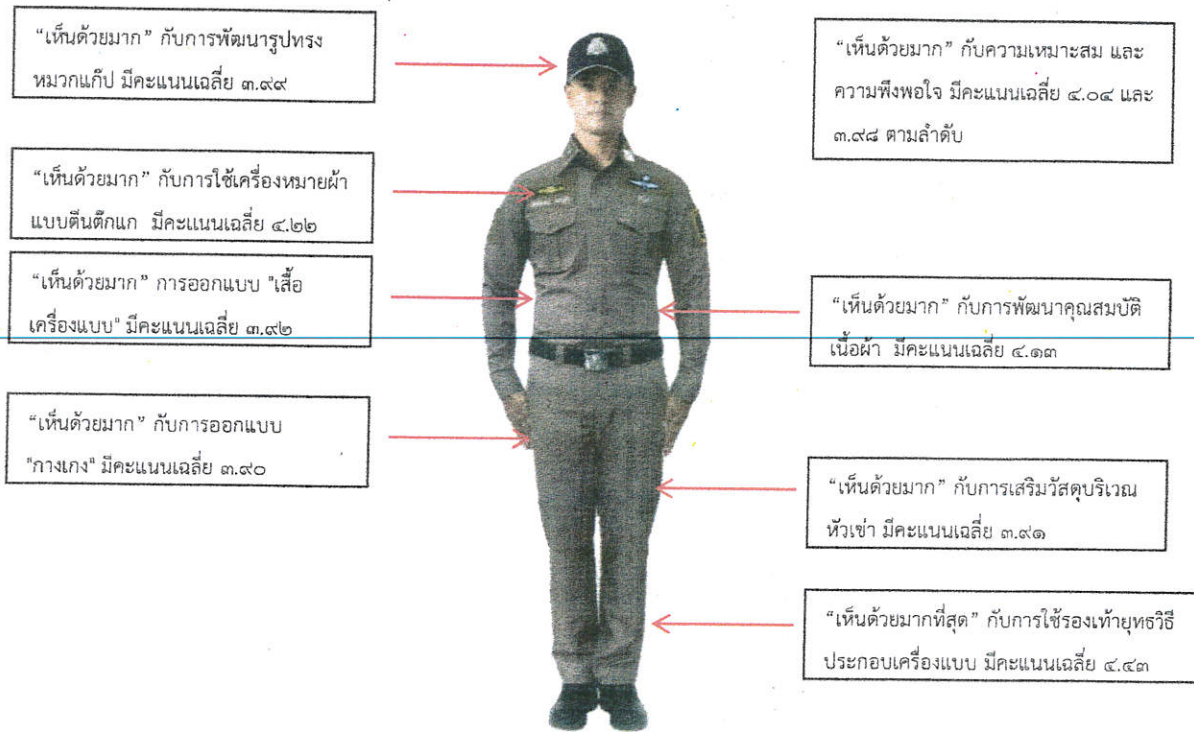 “เห็นด้วยมาก” กับการพัฒนารูปทรง
หมวกแก๊ป มีคะแนนเฉลี่ย ๓.๙๙
“เห็นด้วยมาก” กับการใช้เครื่องหมายผ้า
แบบตีนตุ๊กแก มีคะแนนเฉลี่ย ๔.๒๒
“เห็นด้วยมาก” การออกแบบ "เสื้อ
เครื่องแบบ" มีคะแนนเฉลี่ย ๓.๙๒
“เห็นด้วยมาก” กับการออกแบบ
"กางเกง" มีคะแนนเฉลี่ย ๓.๙๐
“เห็นด้วยมาก” กับความเหมาะสม และ
ความพึงพอใจ มีคะแนนเฉลี่ย ๔.๐๔ และ
๓.๙๘ ตามลำดับ
“เห็นด้วยมาก” กับการพัฒนาคุณสมบัติ
เนื้อผ้า มีคะแนนเฉลี่ย ๔.๑๓
“เห็นด้วยมาก” กับการเสริมวัสดุบริเวณ
หัวเข่า มีคะแนนเฉลี่ย ๓.๙๑
“เห็นด้วยมากที่สุด” กับการใช้รองเท้ายุทธวิธี
ประกอบเครื่องแบบ มีคะแนนเฉลี่ย ๔.๔๓